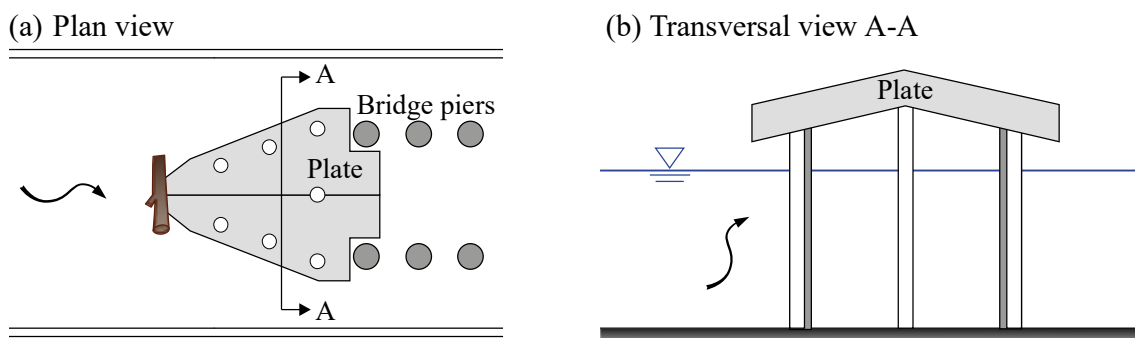 (a) Plan view
A
Bridge piers
Plate
A
(b) Transversal view A-A
Plate